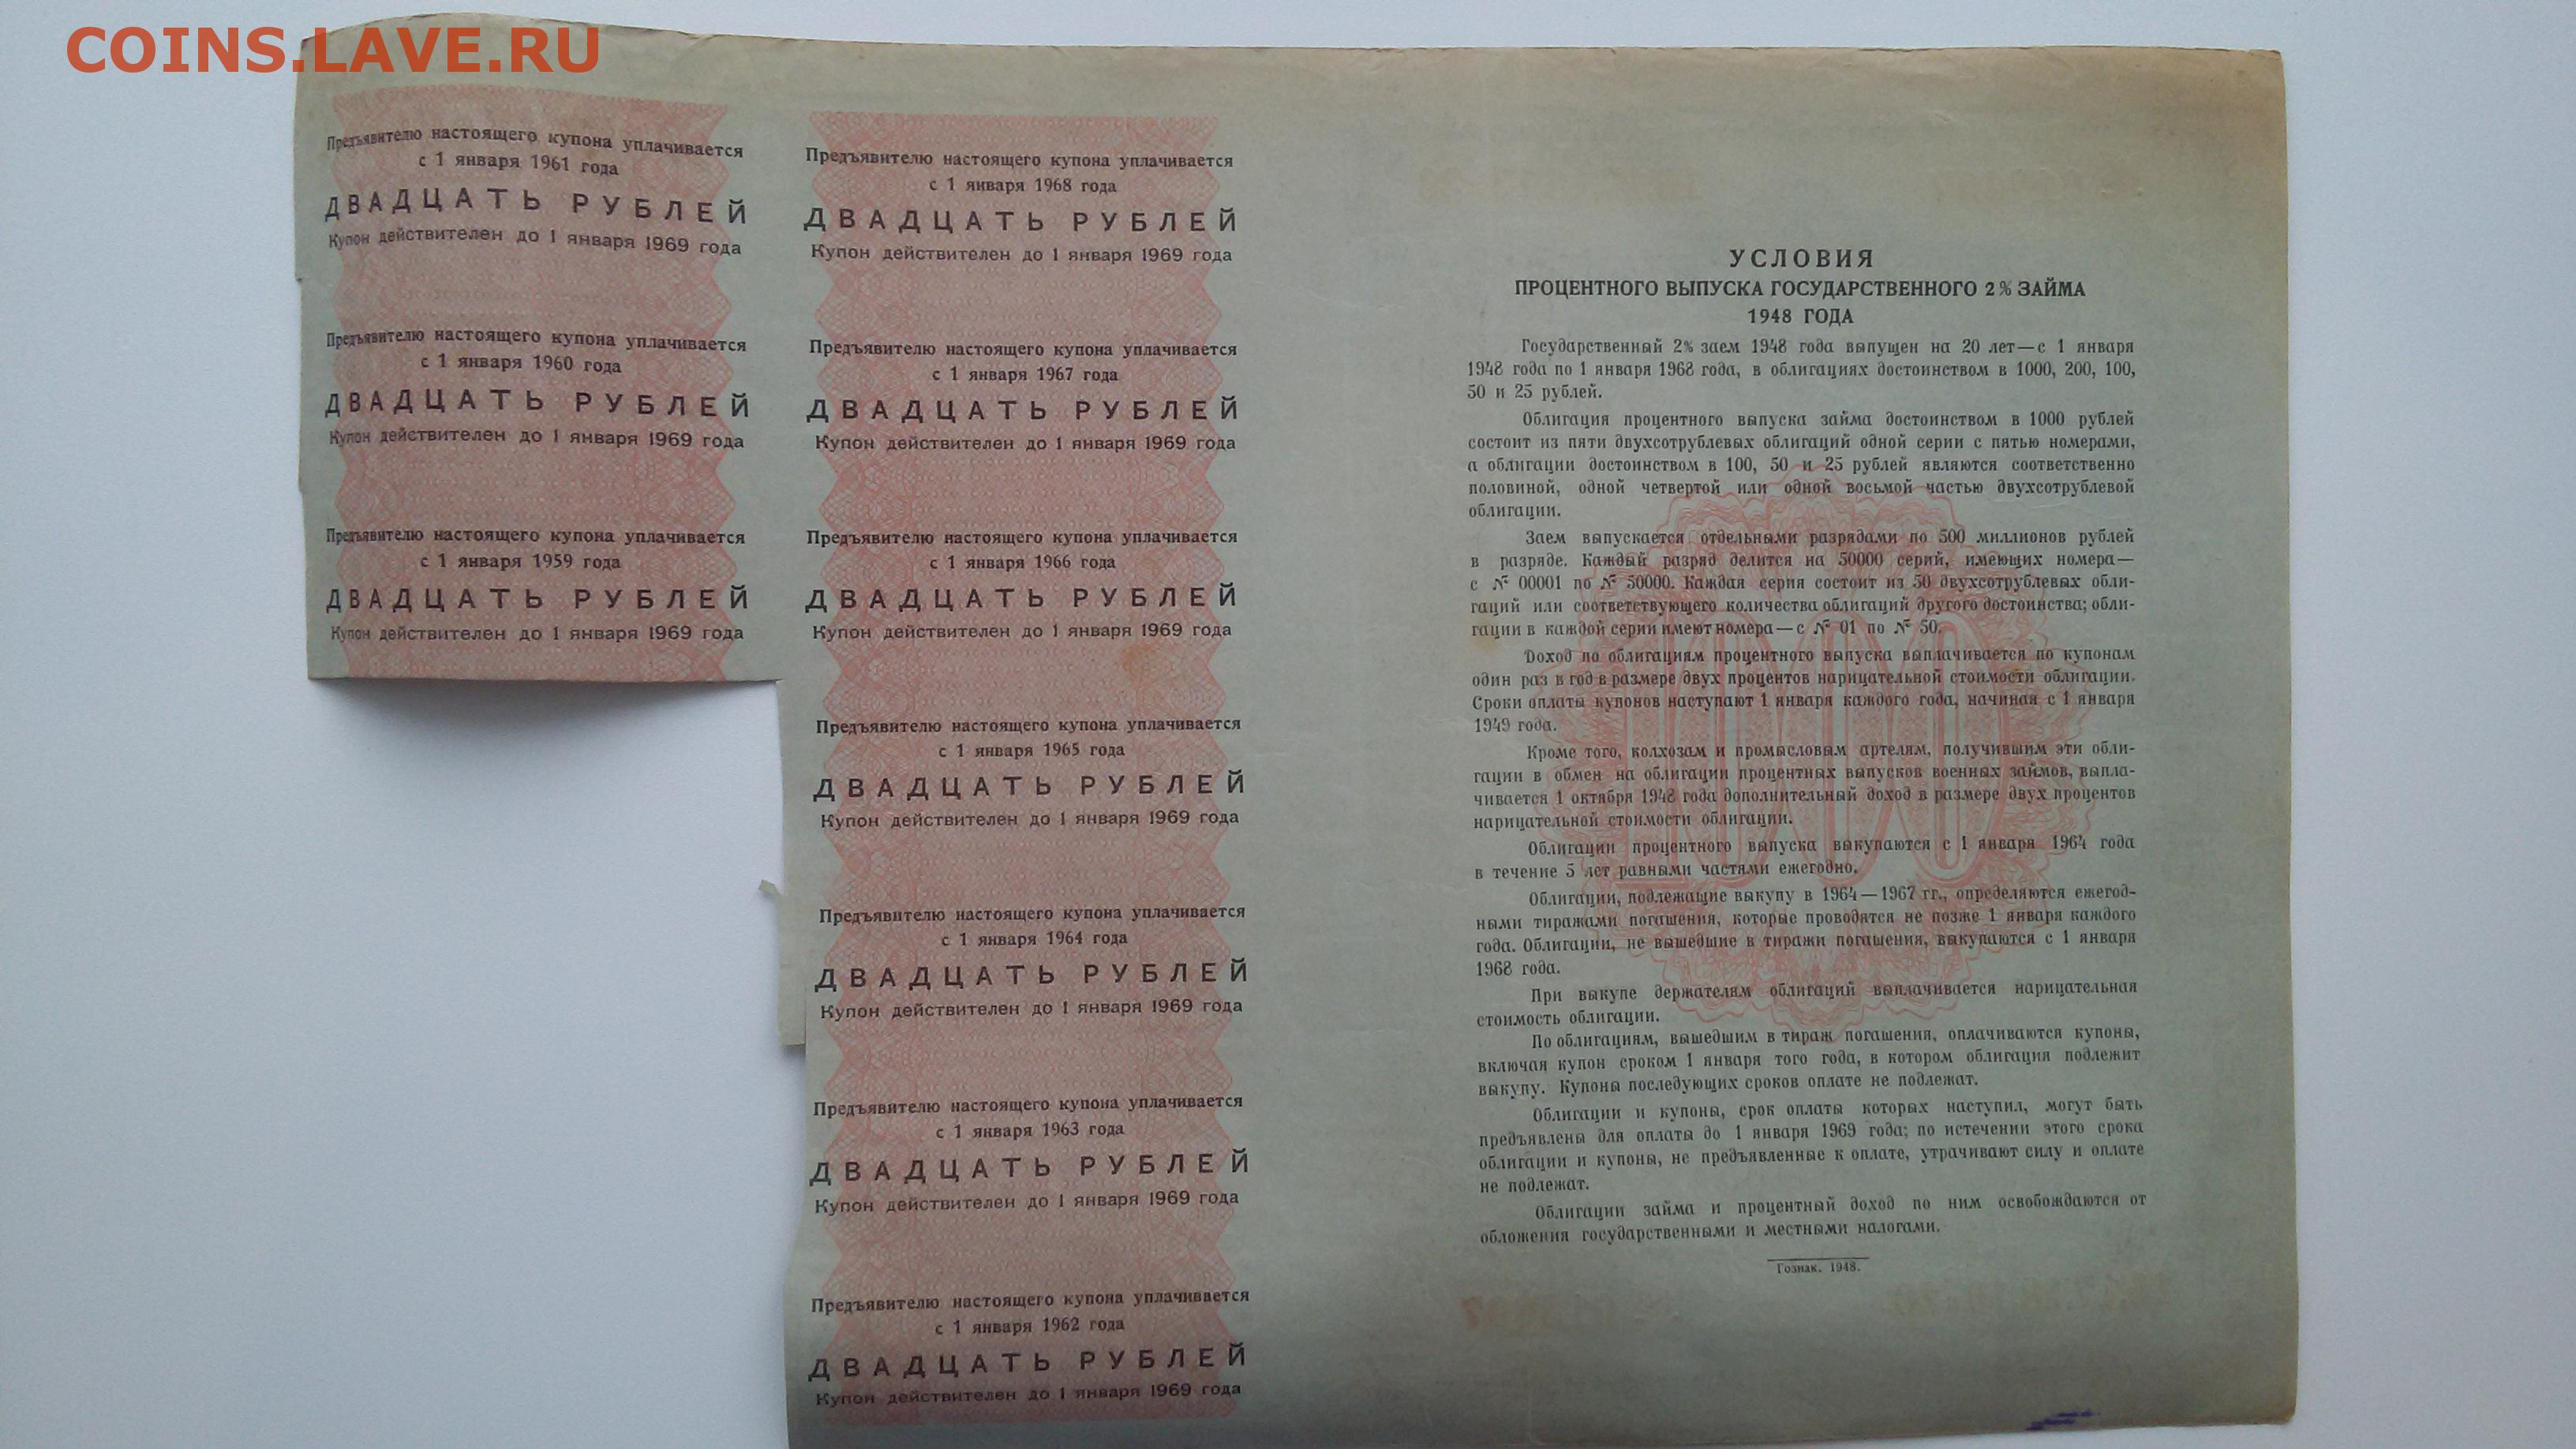 COINS.LAVE.RU
Предъявителю настоящего купона уплачивается
с 1 января 1961 года
ДВАДЦАТЬ РУБЛЕЙ
Купон действителен до 1 января 1969 года
Предъявителю настоящего купона уплачивается
с 1 января 1960 года
ДВАДЦАТЬ РУБЛЕЙ
Купон действителен до 1 января 1969 года
Предъявителю настоящего купона уплачивается
с 1 января 1959 года
ДВАДЦАТЬ РУБЛЕЙ
Купон действителен до 1 января 1969 года
Предъявителю настоящего купона уплачивается
с 1 января 1968 года
ДВАДЦАТЬ РУБЛЕЙ
Купон действителен до 1 января 1969 года
Предъявителю настоящего купона уплачивается
с 1 января 1967 года
ДВАДЦАТЬ РУБЛЕЙ
Купон действителен до 1 января 1969 года
Предъявителю настоящего купона уплачивается
с 1 января 1966 года
ДВАДЦАТЬ РУБЛЕЙ
Купон действителен до 1 января 1969 года
Предъявителю настоящего купона уплачивается
с 1 января 1965 года
ДВАДЦАТЬ РУБЛЕЙ
Купон действителен до 1 января 1969 года
Предъявителю настоящего купона уплачивается
с 1 января 1964 года
ДВАДЦАТЬ РУБЛЕЙ
Купон действителен до 1 января 1969 года
Предъявителю настоящего купона уплачивается
с 1 января 1963 года
ДВАДЦАТЬ РУБЛЕЙ
Купон действителен до 1 января 1969 года
Предъявителю настоящего купона уплачивается
с 1 января 1962 года
ДВАДЦАТЬ РУБЛЕЙ
Купон действителен до 1 января 1969 года
УСЛОВИЯ
ПРОЦЕНТНОГО ВЫПУСКА ГОСУДАРСТВЕННОГО 2% ЗАЙМА
1948 ГОДА
Государственный 2% заем 1948 года выпущен на 20 лет—с 1 января
1948 года по 1 января 1968 года, в облигациях достоинством в 1000, 200, 100,
50 и 25 рублей.
Облигация процентного выпуска займа достоинством в 1000 рублей
состоит из пяти двухсотрублевых облигаций одной серии с пятью номерами,
а облигации достоинством в 100, 50 и 25 рублей являются соответственно
половиной, одной четвертой или одной восьмой частью двухсотрублевой
облигации.
Заем выпускается отдельными разрядами по 500 миллионов рублей
в разряде. Каждый разряд делится на 50000 серий, имеющих номера—
с № 00001 по № 50000. Каждая серия состоит из 50 двухсотрублевых обли-
гаций или соответствующего количества облигаций другого достоинства; обли-
гации в каждой серии имеют номера—с № 01 по № 50.
Доход по облигациям процентного выпуска выплачивается по купонам
один раз в год в размере двух процентов нарицательной стоимости облигации.
Сроки оплаты купонов наступают 1 января каждого года, начиная с 1 января
1949 года.
Кроме того, колхозам и промысловым артелям, получившим эти обли-
гации в обмен на облигации процентных выпусков военных займов, выпла-
чивается 1 октября 1948 года дополнительный доход в размере двух процентов
нарицательной стоимости облигации.
Облигации процентного выпуска выкупаются с 1 января 1964 года
в течение 5 лет равными частями ежегодно.
Облигации, подлежащие выкупу в 1964—1967 гг., определяются ежегод-
ными тиражами погашения, которые проводятся не позже 1 января каждого
года. Облигации, не вышедшие в тиражи погашения, выкупаются с 1 января
1968 года.
При выкупе держателям облигаций выплачивается нарицательная
стоимость облигации.
По облигациям, вышедшим в тираж погашения, оплачиваются купоны,
включая купон сроком 1 января того года, в котором облигация подлежит
выкупу. Купоны последующих сроков оплате не подлежат.
Облигации и купоны, срок оплаты которых наступил, могут быть
предъявлены для оплаты до 1 января 1969 года; по истечении этого срока
облигации и купоны, не предъявленные к оплате, утрачивают силу и оплате
не подлежат.
Облигации займа и процентный доход по ним освобождаются от
обложения государственными и местными налогами.
Гознак. 1948.
100